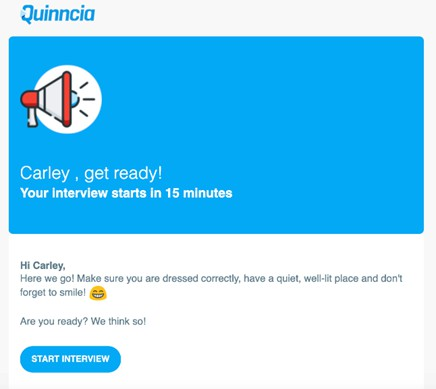 Quinncia
Carley , get ready!
Your interview starts in 15 minutes
Hi Carley,
Here we go! Make sure you are dressed correctly, have a quiet, well-lit place and don't
forget to smile! 😄
Are you ready? We think so!
START INTERVIEW